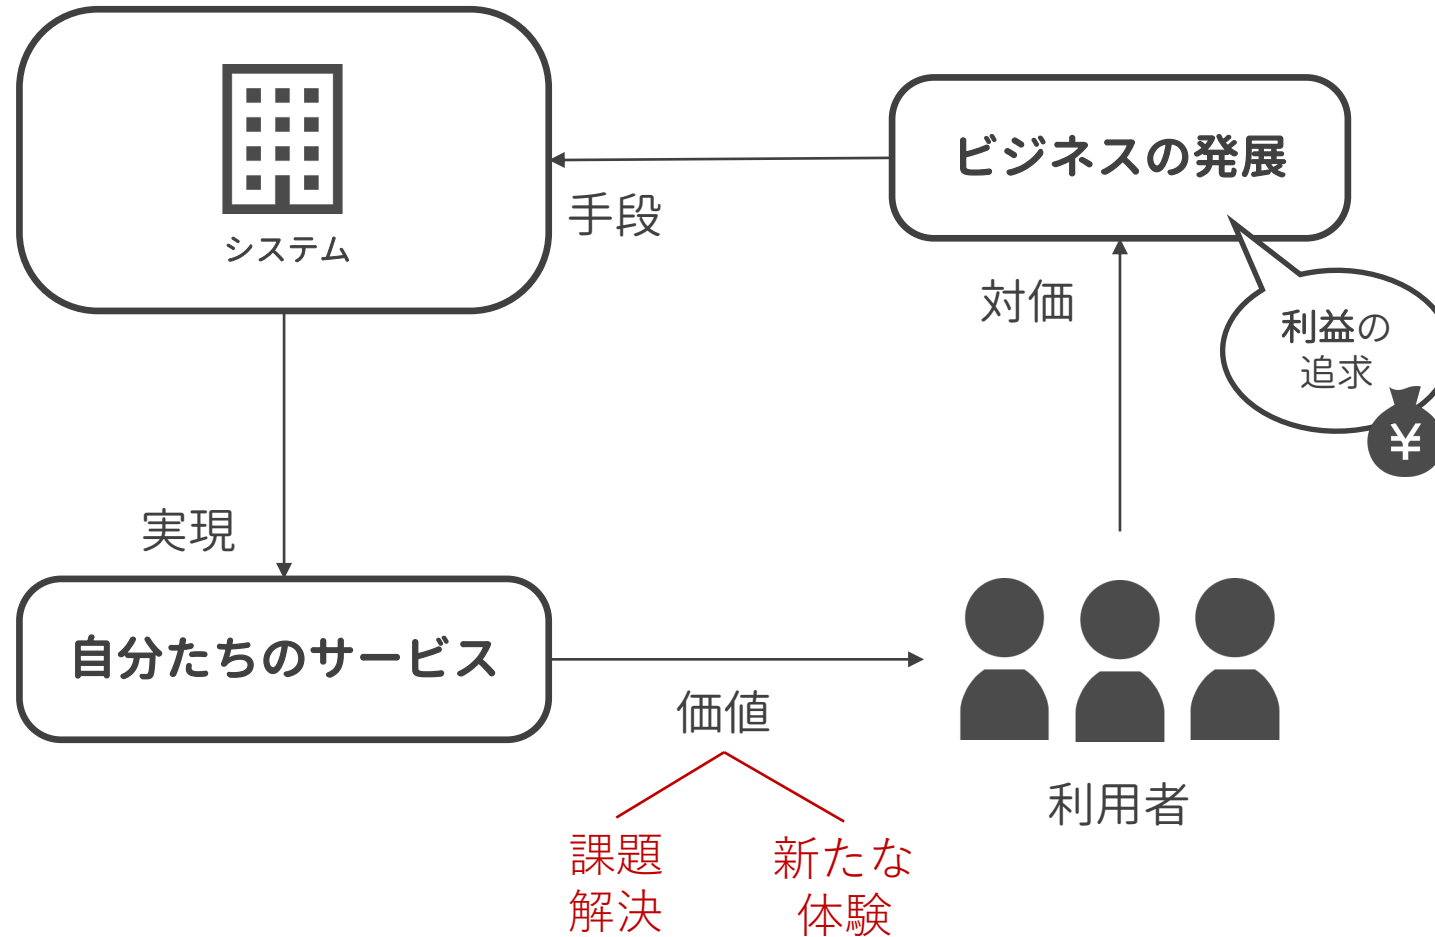 システム
ビジネスの発展
手段
対価
利益の
追求
¥
実現
自分たちのサービス
価値
利用者
課題
解決
新たな
体験